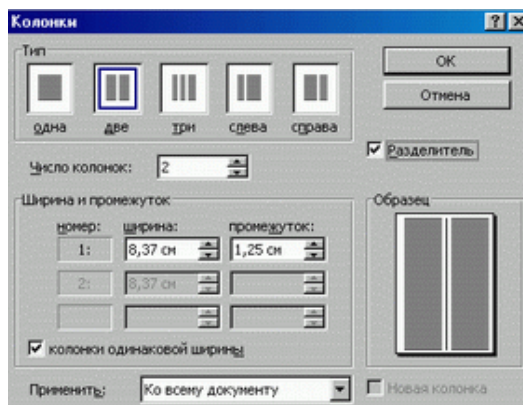 Колонки
Тип
одна две три слева справа
ОК
Отмена
Число колонок: 2
Разделитель
Ширина и промежуток
номер: ширина: промежуток:
1: 8,37 см 1,25 см
2: 8,37 см
колонки одинаковой ширины
Образец
Применить: Ко всему документу
Новая колонка